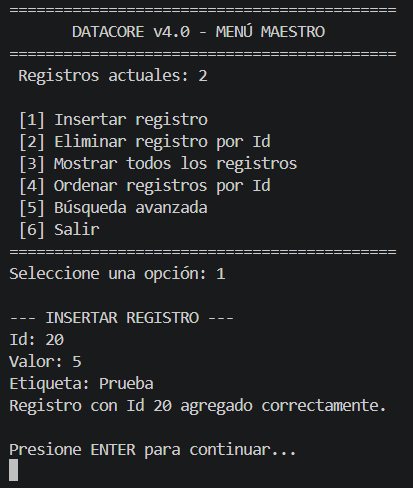 ===========================================
DATACORE v4.0 - MENÚ MAESTRO
===========================================
Registros actuales: 2
[1] Insertar registro
[2] Eliminar registro por Id
[3] Mostrar todos los registros
[4] Ordenar registros por Id
[5] Búsqueda avanzada
[6] Salir
===========================================
Seleccione una opción: 1
--- INSERTAR REGISTRO ---
Id: 20
Valor: 5
Etiqueta: Prueba
Registro con Id 20 agregado correctamente.
Presione ENTER para continuar...